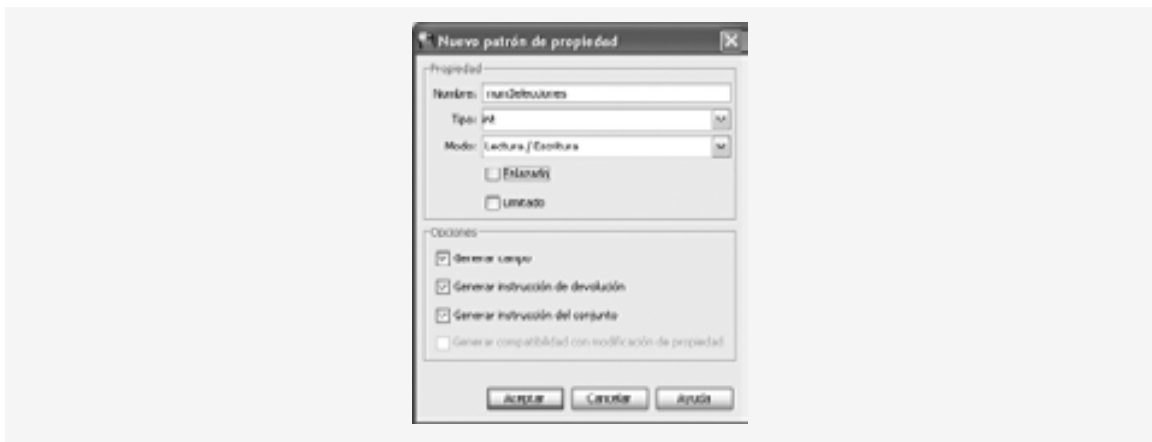 Nuevo patrón de propiedad
Propiedad
Nombre: numSelecciones
Tipo: int
Modo: Lectura / Escritura
Enlazado
Limitado
Opciones
Generar campo
Generar instrucción de devolución
Generar instrucción del conjunto
Generar compatibilidad con modificación de propiedad
Aceptar Cancelar Ayuda